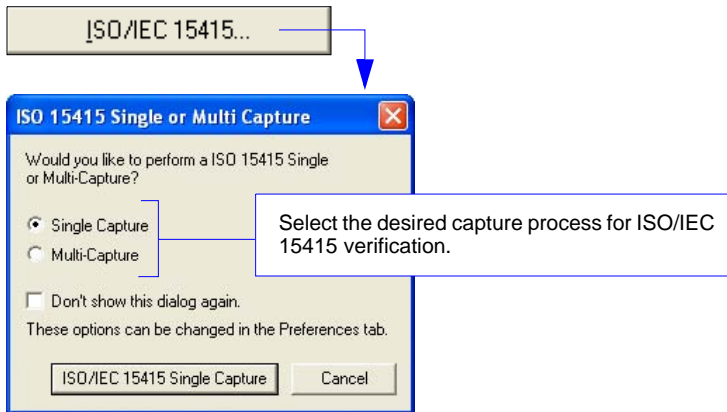 ISO/IEC 15415...
ISO 15415 Single or Multi Capture
Would you like to perform a ISO 15415 Single
or Multi-Capture?
Single Capture
Multi-Capture
Select the desired capture process for ISO/IEC
15415 verification.
Don't show this dialog again.
These options can be changed in the Preferences tab.
ISO/IEC 15415 Single Capture
Cancel